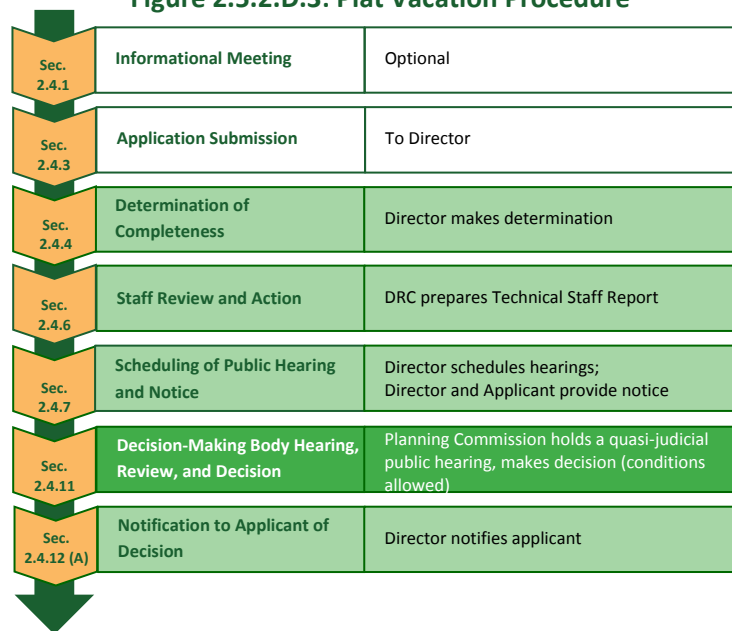 Figure 2.5.2.D.3: Plat Vacation Procedure
Sec.
2.4.1
Informational Meeting
Optional
Sec.
2.4.3
Application Submission
To Director
Sec.
2.4.4
Determination of
Completeness
Director makes determination
Sec.
2.4.6
Staff Review and Action
DRC prepares Technical Staff Report
Sec.
2.4.7
Scheduling of Public Hearing
and Notice
Director schedules hearings;
Director and Applicant provide notice
Sec.
2.4.11
Decision-Making Body Hearing,
Review, and Decision
Planning Commission holds a quasi-judicial
public hearing, makes decision (conditions
allowed)
Sec.
2.4.12 (A)
Notification to Applicant of
Decision
Director notifies applicant